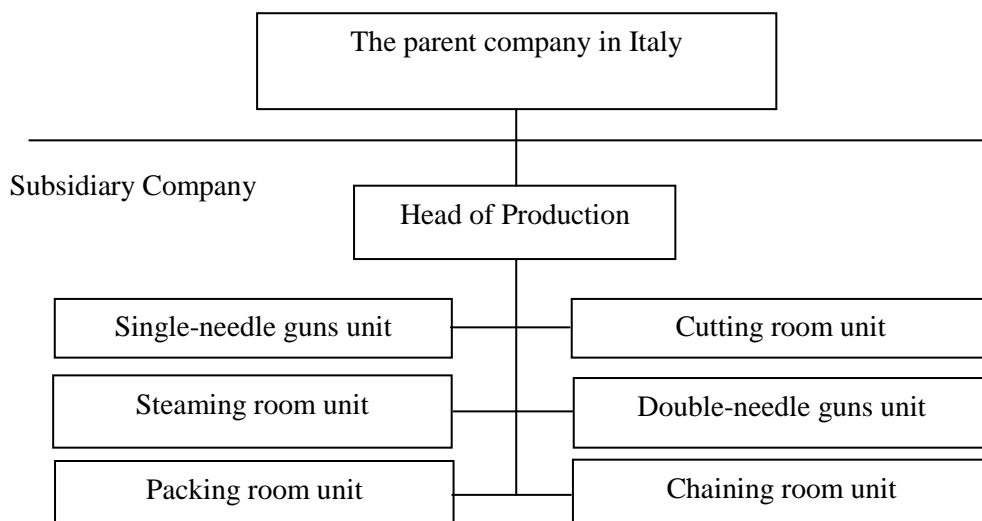 The parent company in Italy
Subsidiary Company
Head of Production
Single-needle guns unit
Cutting room unit
Steaming room unit
Double-needle guns unit
Packing room unit
Chaining room unit